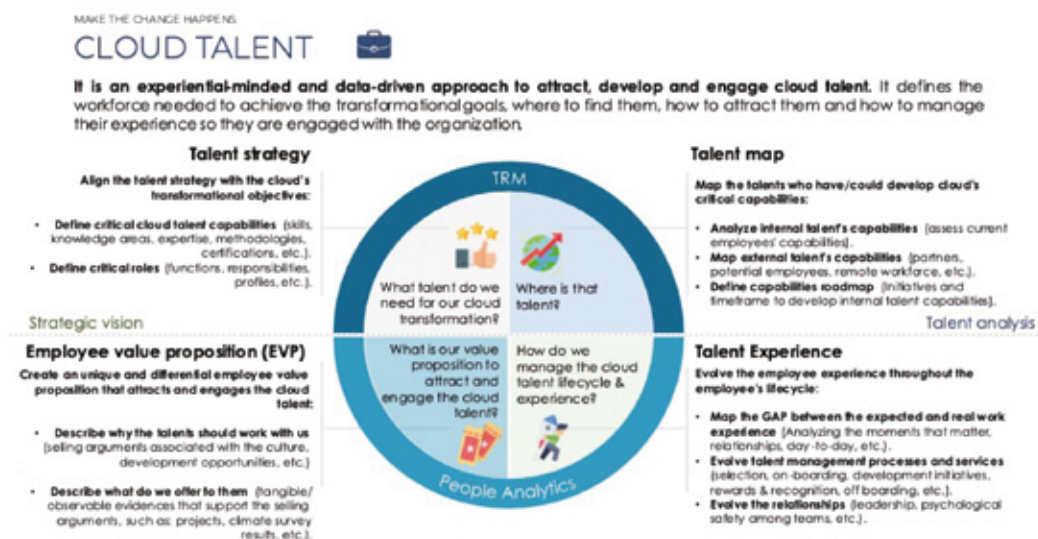 MAKE THE CHANGE HAPPENS
CLOUD TALENT
It is an experiential-minded and data-driven approach to attract, develop and engage cloud talent. It defines the
workforce needed to achieve the transformational goals, where to find them, how to attract them and how to manage
their experience so they are engaged with the organization.
Talent strategy
Align the talent strategy with the cloud's
transformational objectives:
• Define critical cloud talent capabilities (skills,
knowledge areas, expertise, methodologies,
certifications, etc.).
• Define critical roles (functions, responsibilities,
profiles, etc.).
Strategic vision
TRM
What talent do we
need for our cloud
transformation?
Where is that
talent?
Talent map
Map the talents who have/could develop cloud's
critical capabilities:
• Analyze internal talent's capabilities (assess current
employees' capabilities).
• Map external talent's capabilities (partners,
potential employees, remote workforce, etc.).
• Define capabilities roadmap (Initiatives and
timeframe to develop internal talent capabilities).
Talent analysis
Employee value proposition (EVP)
Create an unique and differential employee value
proposition that attracts and engages the cloud
talent:
• Describe why the talents should work with us
(selling arguments associated with the culture,
development opportunities, etc.)
• Describe what do we offer to them (tangible/
observable evidences that support the selling
arguments, such as: projects, climate survey
results, etc.).
What is our value
proposition to
attract and
engage the cloud
talent?
How do we
manage the cloud
talent lifecycle &
experience?
People Analytics
Talent Experience
Evolve the employee experience throughout the
employee's lifecycle:
• Map the GAP between the expected and real work
experience (Analyzing the moments that matter,
relationships, day-to-day, etc.).
• Evolve talent management processes and services
(selection, on-boarding, development initiatives,
rewards & recognition, off boarding, etc.).
• Evolve the relationships (leadership, psychological
safety among teams, etc.).